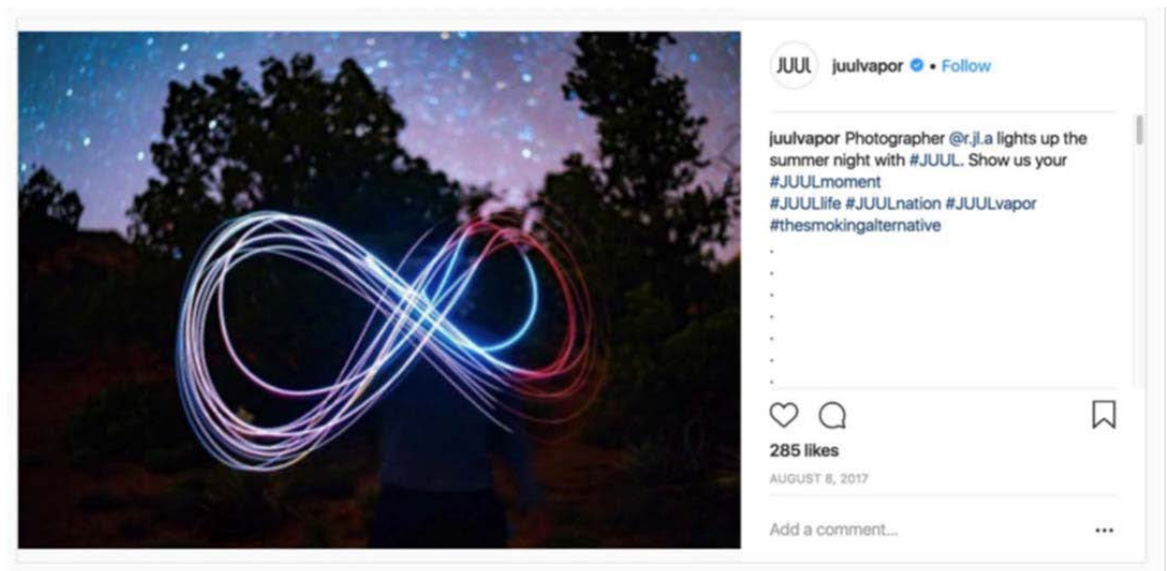 JUUL juulvapor • Follow
juulvapor Photographer @r.jl.a lights up the
summer night with #JUUL. Show us your
#JUULmoment
#JUULlife #JUULnation #JUULvapor
#thesmokingalternative
.
.
.
.
.
.
.
285 likes
AUGUST 8, 2017
Add a comment...